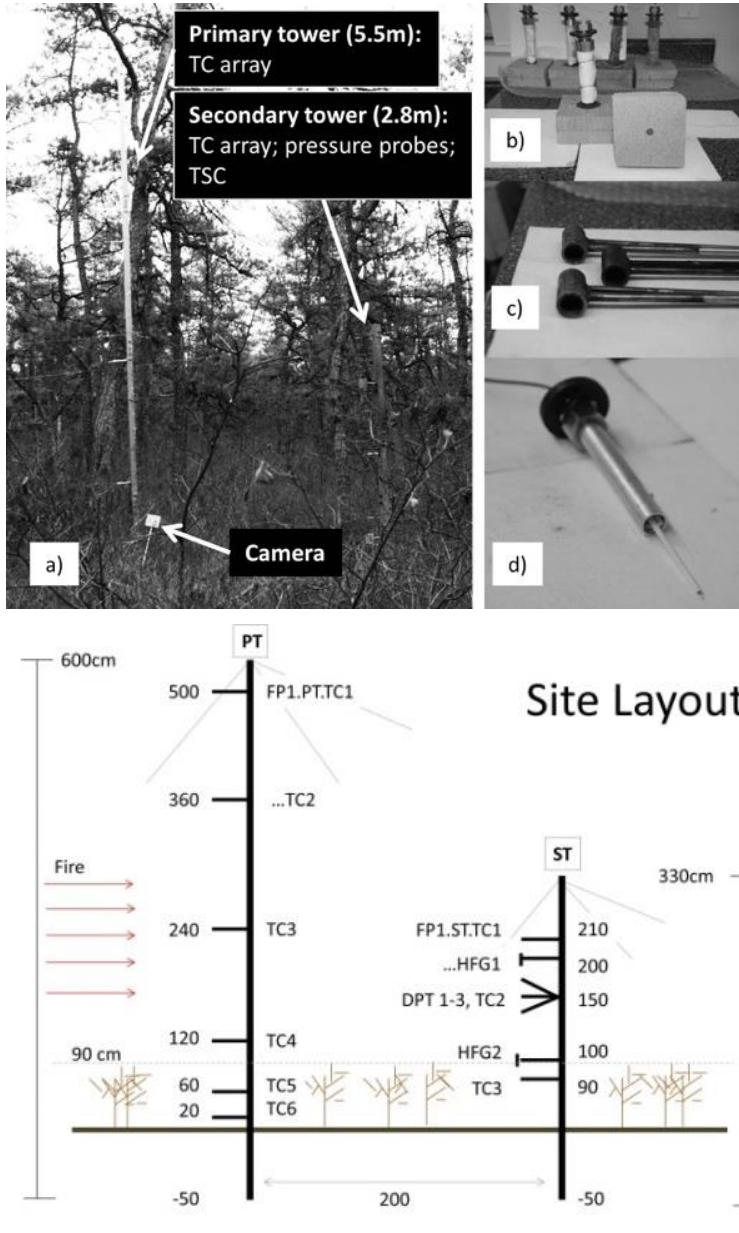 Primary tower (5.5m):
TC array
Secondary tower (2.8m):
TC array; pressure probes;
TSC
Camera
a)
b)
c)
d)
PT
600cm
500 FP1.PT.TC1
Site Layout
360 ...TC2
ST
Fire
330cm
240 TC3
FP1.ST.TC1 210
...HFG1 200
DPT 1-3, TC2 150
120 TC4
90 cm
HFG2 100
60 TC5
TC3 90
20 TC6
-50 200 -50